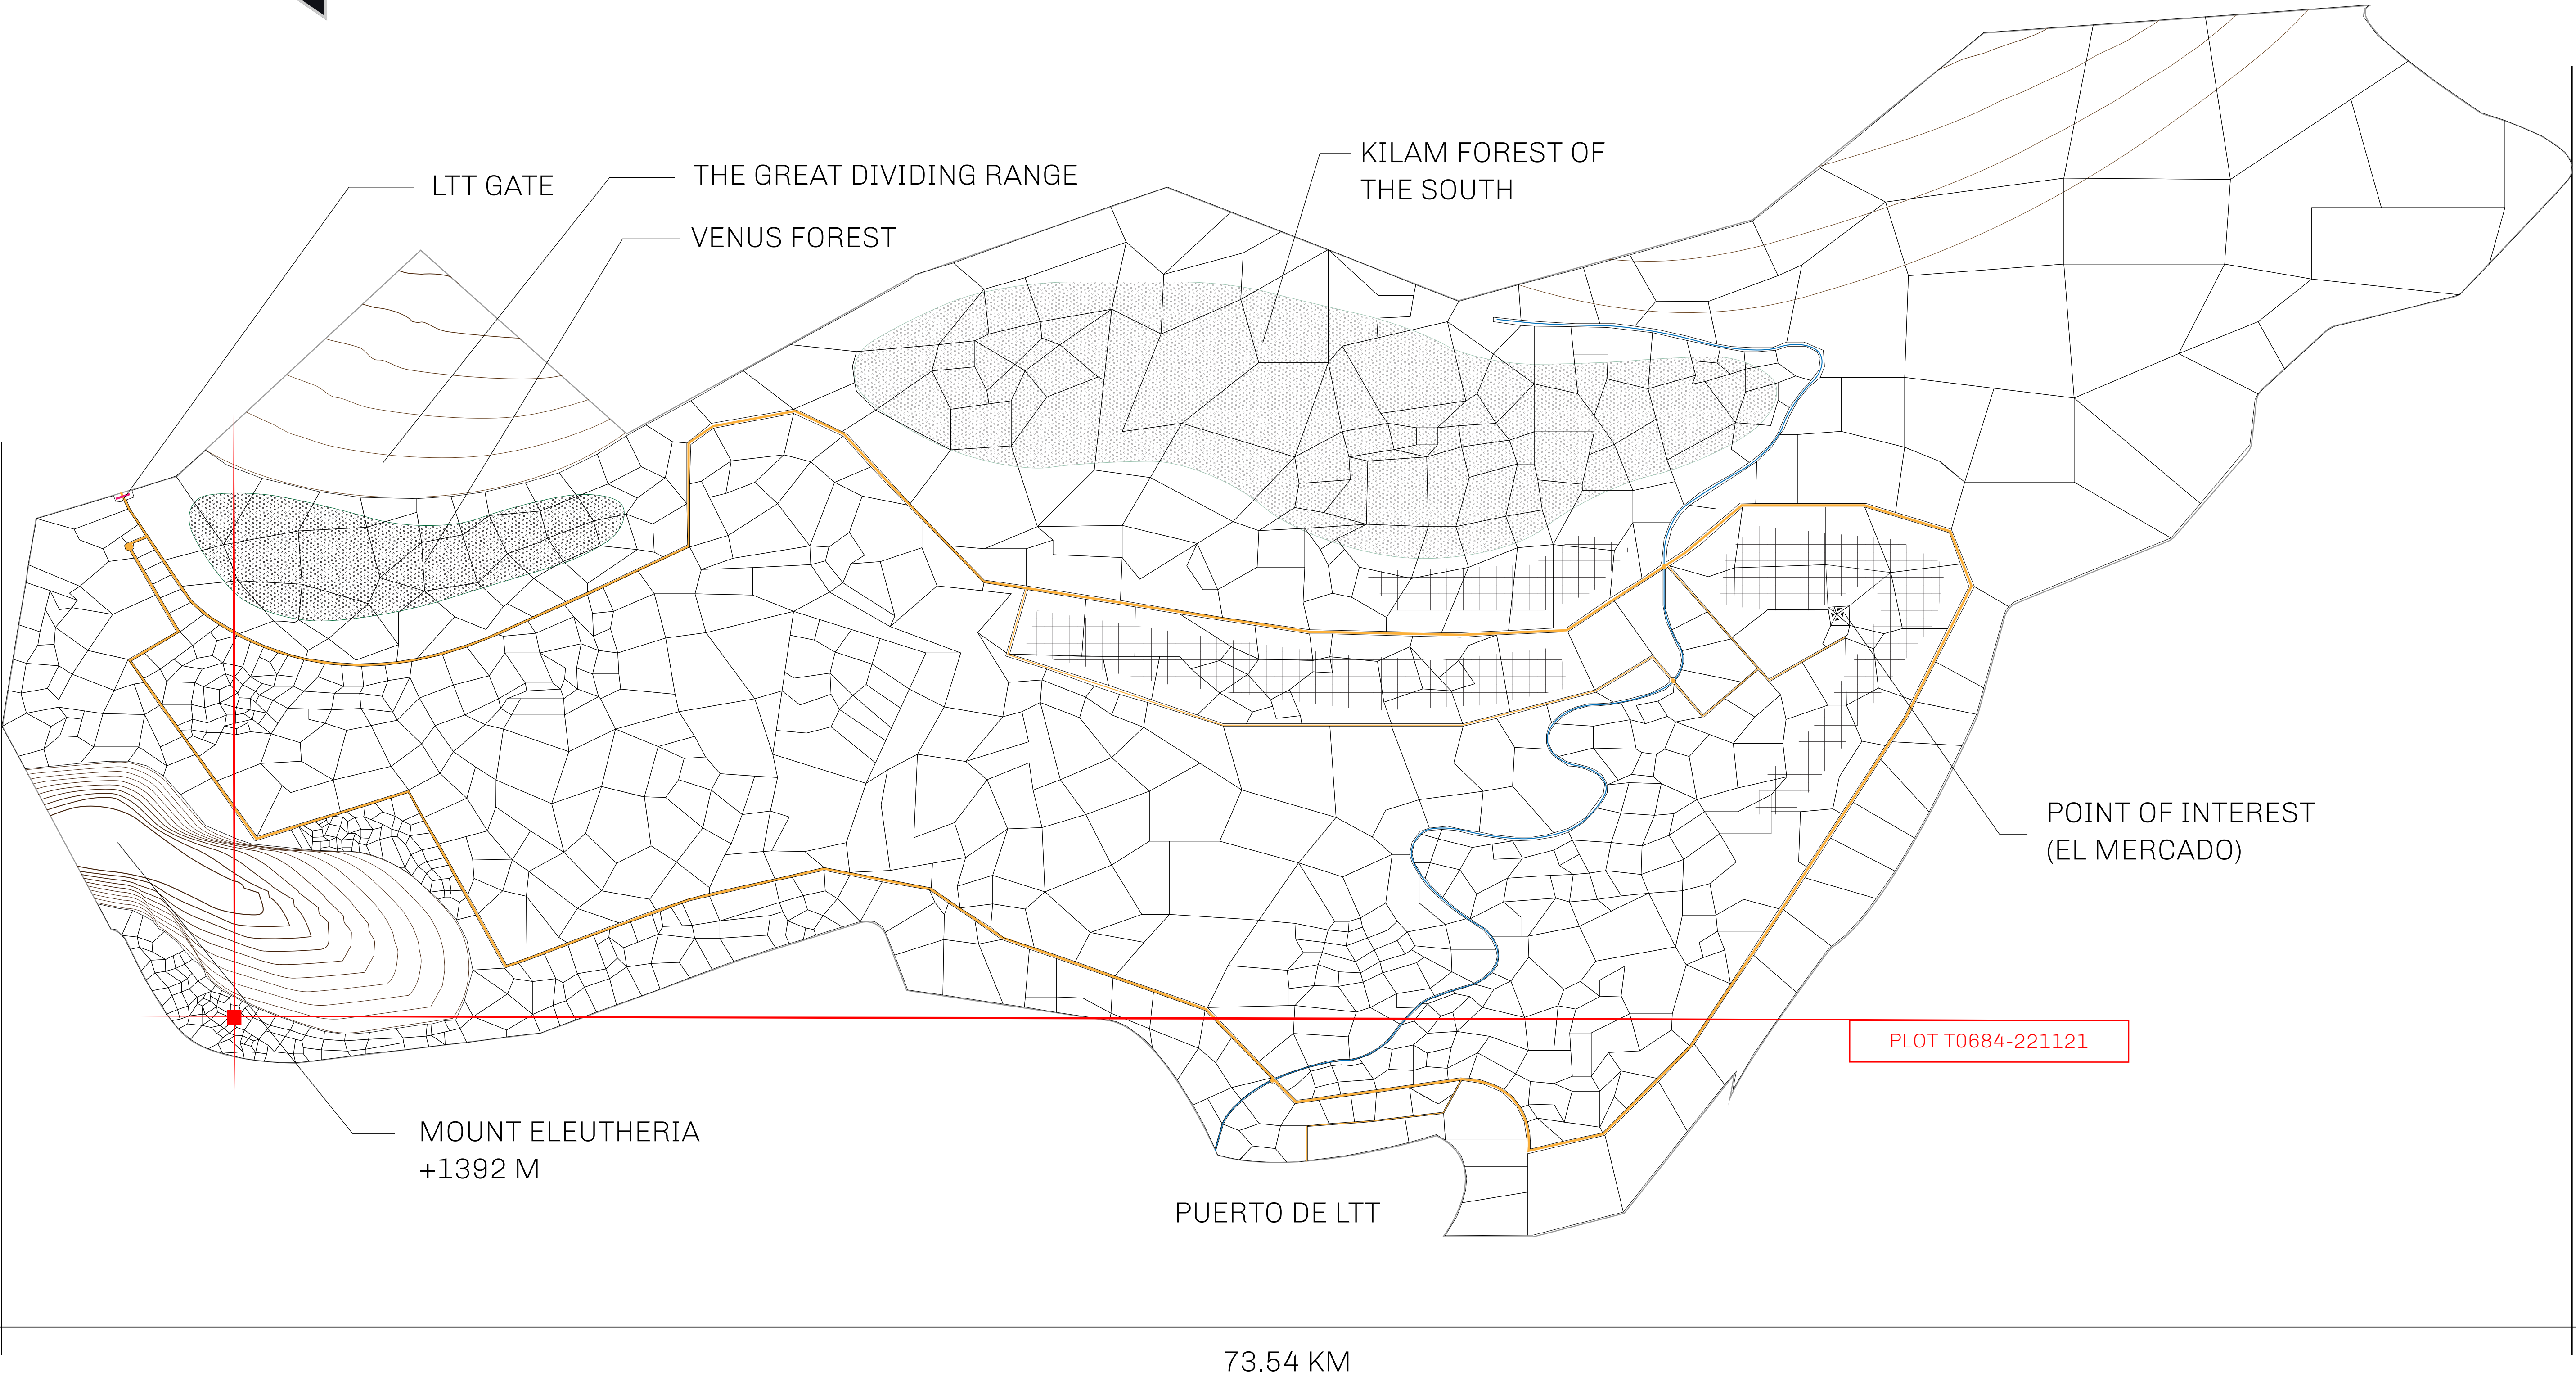 KILAM FOREST OF
THE SOUTH
THE GREAT DIVIDING RANGE
LTT GATE
VENUS FOREST
POINT OF INTEREST
(EL MERCADO)
PLOT T0684-221121
MOUNT ELEUTHERIA
+1392 M
PUERTO DE LTT
73.54 KM